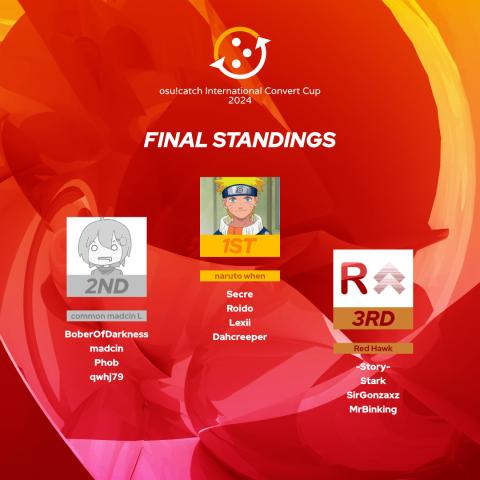 osu!catch International Convert Cup
2024
FINAL STANDINGS
1ST
naruto when
Secre
Roido
Lexii
Dahcreeper
2ND
common madcin L
BoberOfDarkness
madcin
Phob
qwhj79
R
3RD
Red Hawk
-Story-
Stark
SirGonzaxz
MrBinking